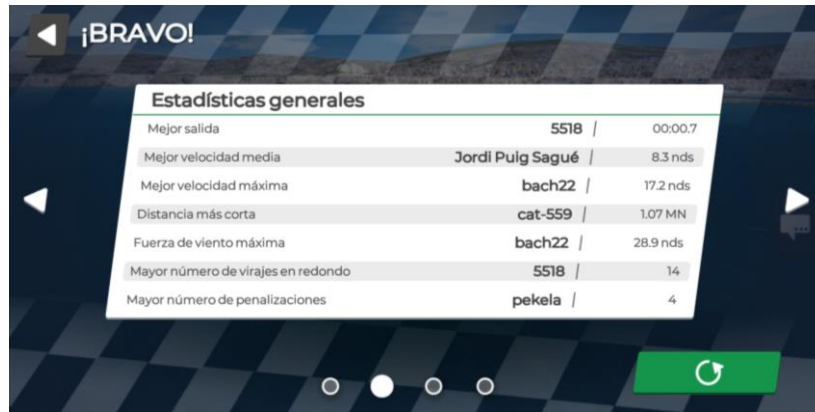 ¡BRAVO!
Estadísticas generales
Mejor salida 5518 | 00:00.7
Mejor velocidad media Jordi Puig Sagué | 8.3 nds
Mejor velocidad máxima bach22 | 17.2 nds
Distancia más corta cat-559 | 1.07 MN
Fuerza de viento máxima bach22 | 28.9 nds
Mayor número de virajes en redondo 5518 | 14
Mayor número de penalizaciones pekela | 4